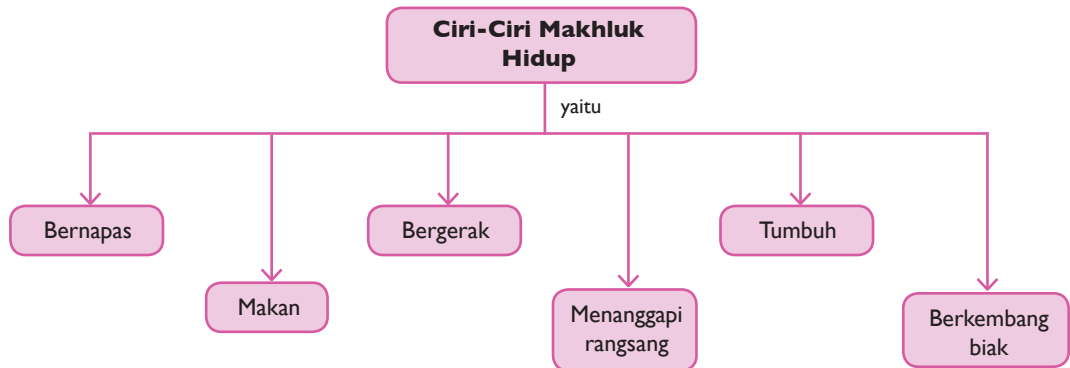 Ciri-Ciri Makhluk
Hidup
yaitu
Bernapas
Bergerak
Tumbuh
Makan
Menanggapi
rangsang
Berkembang
biak